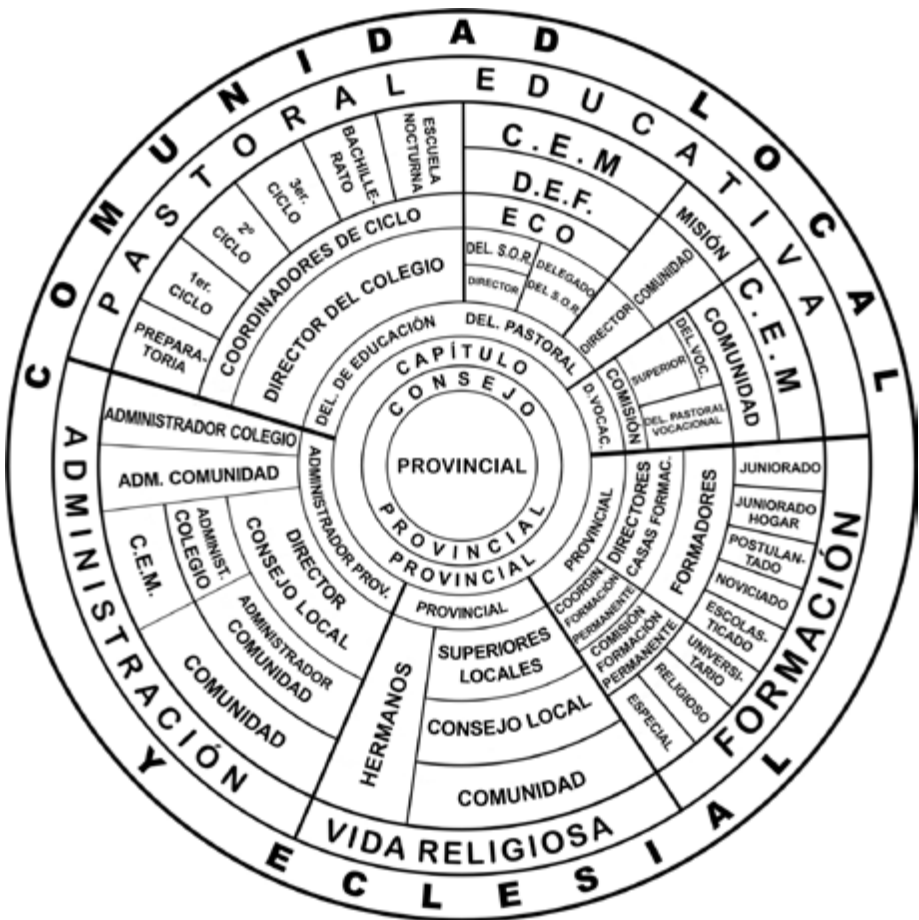 COMUNIDAD LOCAL
Y ECLESIAL
PASTORAL EDUCATIVA
PREPARA-
TORIA
1er.
CICLO
2º
CICLO
3er.
CICLO
BACHILLE-
RATO
ESCUELA
NOCTURNA
COORDINADORES DE CICLO
DIRECTOR DEL COLEGIO
DEL. DE EDUCACIÓN
C.E.M
D.E.F.
ECO
DEL. S.O.R.
DIRECTOR
DELEGADO
DEL S.O.R.
DEL. PASTORAL
MISIÓN
COMUNIDAD
DIRECTOR
C.E.M
COMUNIDAD
DEL. VOC.
SUPERIOR
DEL. PASTORAL
VOCACIONAL
COMISIÓN
D.VOCAC.
CAPÍTULO
PROVINCIAL
CONSEJO
PROVINCIAL
PROVINCIAL
FORMACIÓN
JUNIORADO
JUNIORADO
HOGAR
POSTULAN-
TADO
NOVICIADO
ESCOLAS-
TICADO
UNIVERSI-
TARIO
RELIGIOSO
ESPECIAL
FORMADORES
DIRECTORES
CASAS FORMAC.
PROVINCIAL
COORDIN.
FORMACIÓN
PERMANENTE
COMISIÓN
FORMACIÓN
PERMANENTE
VIDA RELIGIOSA
PROVINCIAL
HERMANOS
SUPERIORES
LOCALES
CONSEJO LOCAL
COMUNIDAD
ADMINISTRACIÓN
ADMINISTRADOR COLEGIO
ADM. COMUNIDAD
ADMINISTRADOR PROV.
DIRECTOR
CONSEJO LOCAL
ADMINIST.
COLEGIO
C.E.M.
ADMINISTRADOR
COMUNIDAD
COMUNIDAD